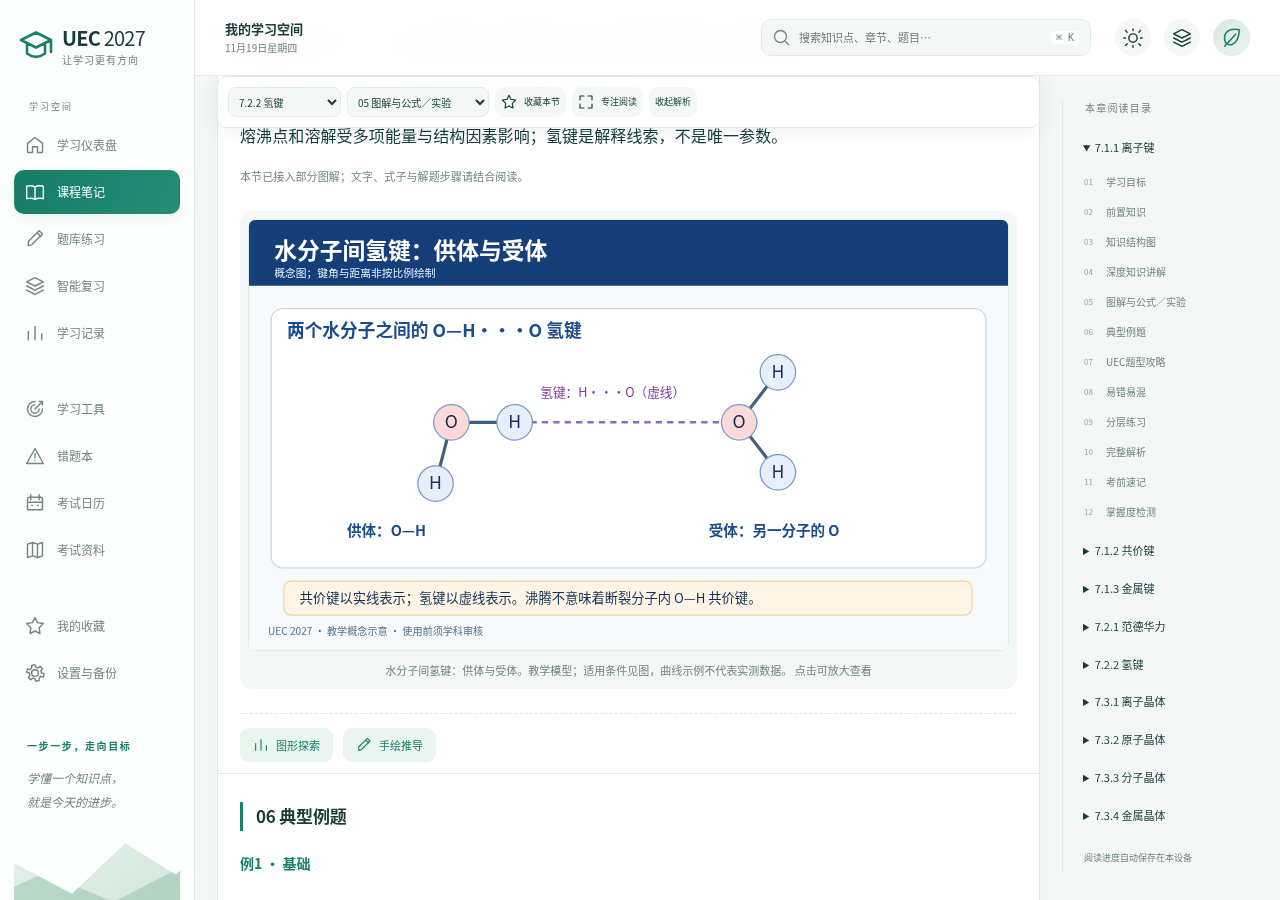 UEC 2027
让学习更有方向
学习空间
学习仪表盘
课程笔记
题库练习
智能复习
学习记录
学习工具
错题本
考试日历
考试资料
我的收藏
设置与备份
一步一步，走向目标
学懂一个知识点，
就是今天的进步。
我的学习空间
11月19日星期四
搜索知识点、章节、题目…
⌘ K
7.2.2 氢键
05 图解与公式／实验
收藏本节
专注阅读
收起解析
熔沸点和溶解受多项能量与结构因素影响；氢键是解释线索，不是唯一参数。
本节已接入部分图解；文字、式子与解题步骤请结合阅读。
水分子间氢键：供体与受体
概念图；键角与距离非按比例绘制
两个水分子之间的 O—H···O 氢键
氢键：H···O（虚线）
O
H
H
O
H
H
供体：O—H
受体：另一分子的 O
共价键以实线表示；氢键以虚线表示。沸腾不意味着断裂分子内 O—H 共价键。
UEC 2027 · 教学概念示意 · 使用前须学科审核
水分子间氢键：供体与受体。教学模型；适用条件见图，曲线示例不代表实测数据。 点击可放大查看
图形探索
手绘推导
06 典型例题
例1 · 基础
本章阅读目录
7.1.1 离子键
01 学习目标
02 前置知识
03 知识结构图
04 深度知识讲解
05 图解与公式／实验
06 典型例题
07 UEC题型攻略
08 易错易混
09 分层练习
10 完整解析
11 考前速记
12 掌握度检测
7.1.2 共价键
7.1.3 金属键
7.2.1 范德华力
7.2.2 氢键
7.3.1 离子晶体
7.3.2 原子晶体
7.3.3 分子晶体
7.3.4 金属晶体
阅读进度自动保存在本设备